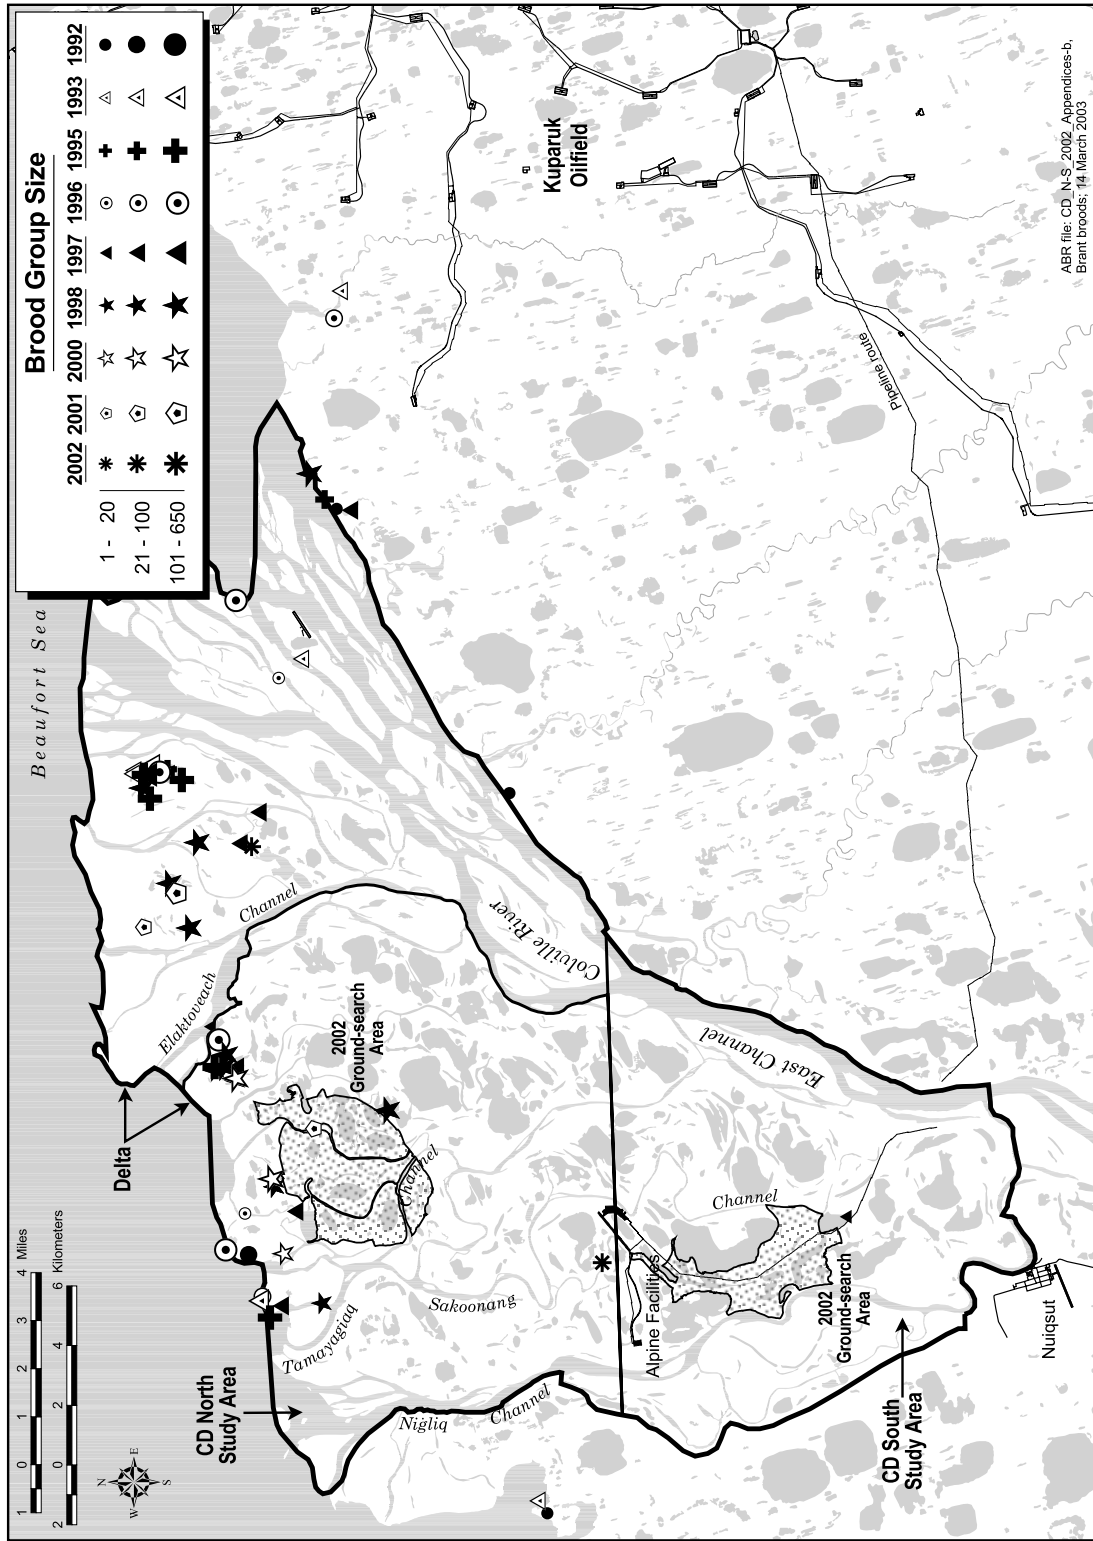 Beaufort Sea
Brood Group Size
2002 2001 2000 1998 1997 1996 1995 1993 1992
1 - 20
21 - 100
101 - 650
Kuparuk
Oilfield
Pipeline route
Colville River
East Channel
Elaktoveach
Channel
Delta
2002
Ground-search
Area
Channel
Sakoonang
Tamayagiaq
CD North
Study Area
Nigliq
Channel
Alpine Facilities
Channel
2002
Ground-search
Area
CD South
Study Area
Nuiqsut
1 0 1 2 3 4 Miles
2 0 2 4 6 Kilometers
N
E
S
W
ABR file: CD_N-S_2002_Appendices-b,
Brant broods; 14 March 2003